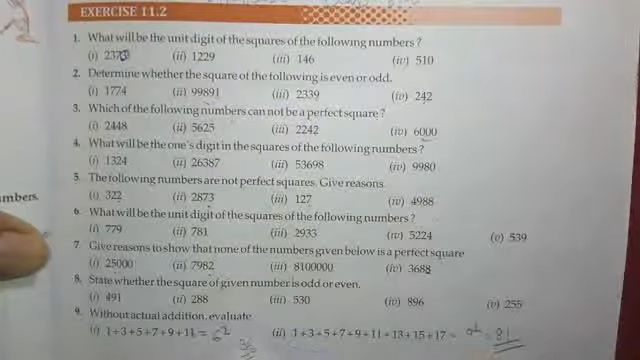 EXERCISE 11.2
1. What will be the unit digit of the squares of the following numbers ?
(i) 2373 (ii) 1229 (iii) 146 (iv) 510
2. Determine whether the square of the following is even or odd.
(i) 1774 (ii) 99891 (iii) 2339 (iv) 242
3. Which of the following numbers can not be a perfect square ?
(i) 2448 (ii) 5625 (iii) 2242 (iv) 6000
4. What will be the one's digit in the squares of the following numbers ?
(i) 1324 (ii) 26387 (iii) 53698 (iv) 9980
5. The following numbers are not perfect squares. Give reasons.
(i) 322 (ii) 2873 (iii) 127 (iv) 4988
umbers.
6. What will be the unit digit of the squares of the following numbers ?
(i) 779 (ii) 781 (iii) 2933 (iv) 5224 (v) 539
7. Give reasons to show that none of the numbers given below is a perfect square
(i) 25000 (ii) 7982 (iii) 8100000 (iv) 3688
8. State whether the square of given number is odd or even.
(i) 491 (ii) 288 (iii) 530 (iv) 896 (v) 255
9. Without actual addition, evaluate
(i) 1+3+5+7+9+11 = 6² (ii) 1+3+5+7+9+11+13+15+17 = 9² = 81
36